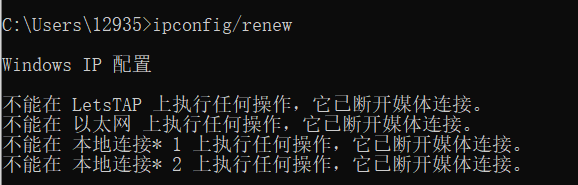 C:\Users\12935>ipconfig/renew
Windows IP 配置
不能在 LetsTAP 上执行任何操作，它已断开媒体连接。
不能在 以太网 上执行任何操作，它已断开媒体连接。
不能在 本地连接* 1 上执行任何操作，它已断开媒体连接。
不能在 本地连接* 2 上执行任何操作，它已断开媒体连接。